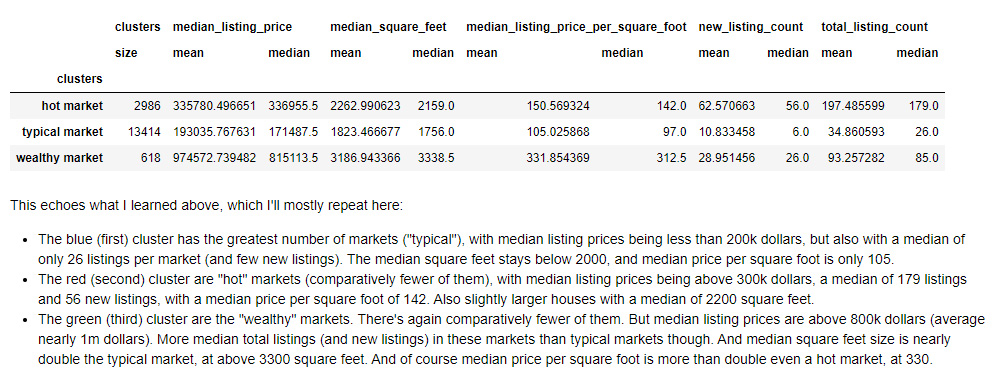 clusters median_listing_price median_square_feet median_listing_price_per_square_foot new_listing_count total_listing_count
size mean median mean median mean median mean median mean median
clusters
hot market 2986 335780.496651 336955.5 2262.990623 2159.0 150.569324 142.0 62.570663 56.0 197.485599 179.0
typical market 13414 193035.767631 171487.5 1823.466677 1756.0 105.025868 97.0 10.833458 6.0 34.860593 26.0
wealthy market 618 974572.739482 815113.5 3186.943366 3338.5 331.854369 312.5 28.951456 26.0 93.257282 85.0
This echoes what I learned above, which I'll mostly repeat here:
• The blue (first) cluster has the greatest number of markets ("typical"), with median listing prices being less than 200k dollars, but also with a median of
only 26 listings per market (and few new listings). The median square feet stays below 2000, and median price per square foot is only 105.
• The red (second) cluster are "hot" markets (comparatively fewer of them), with median listing prices being above 300k dollars, a median of 179 listings
and 56 new listings, with a median price per square foot of 142. Also slightly larger houses with a median of 2200 square feet.
• The green (third) cluster are the "wealthy" markets. There's again comparatively fewer of them. But median listing prices are above 800k dollars (average
nearly 1m dollars). More median total listings (and new listings) in these markets than typical markets though. And median square feet size is nearly
double the typical market, at above 3300 square feet. And of course median price per square foot is more than double even a hot market, at 330.